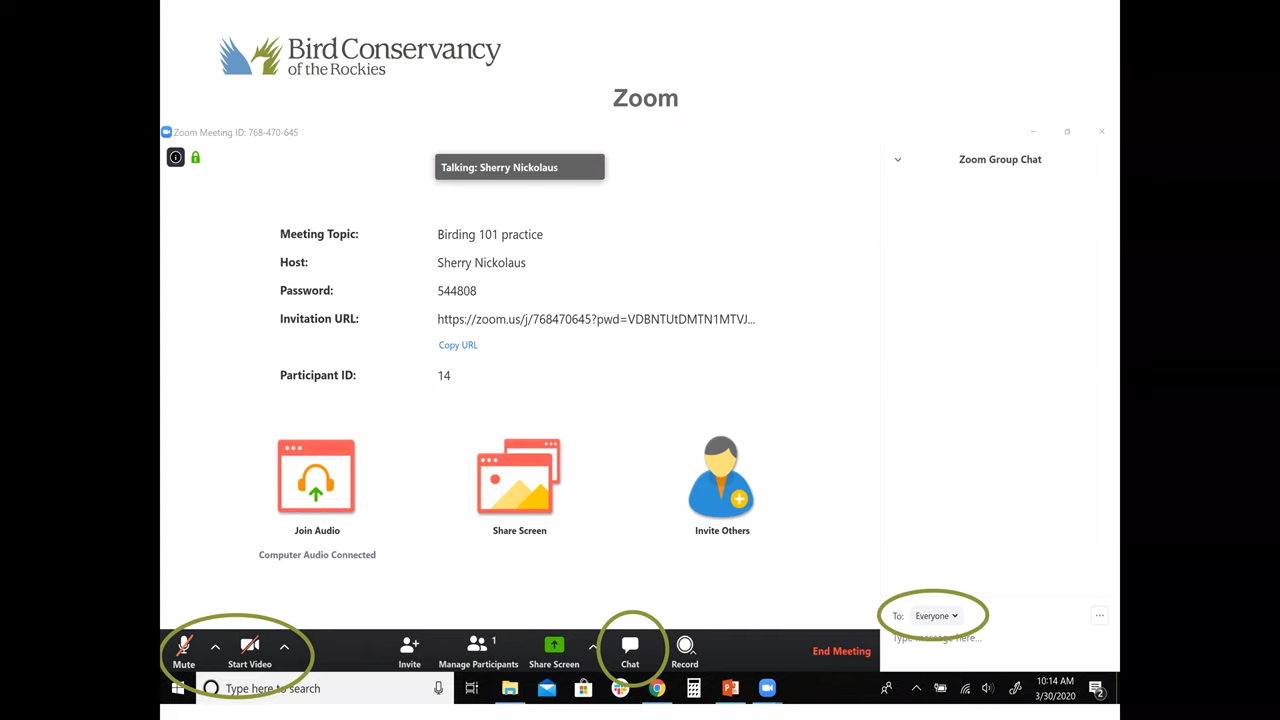 Bird Conservancy
of the Rockies
Zoom
Zoom Meeting ID: 768-470-645
Talking: Sherry Nickolaus
Zoom Group Chat
Meeting Topic: Birding 101 practice
Host: Sherry Nickolaus
Password: 544808
Invitation URL: https://zoom.us/j/768470645?pwd=VDBNTUtDMTN1MTVJ...
Copy URL
Participant ID: 14
Join Audio Share Screen Invite Others
Computer Audio Connected
To: Everyone
Type message here...
1
Mute Start Video Invite Manage Participants Share Screen Chat Record End Meeting
Type here to search
10:14 AM
3/30/2020
2